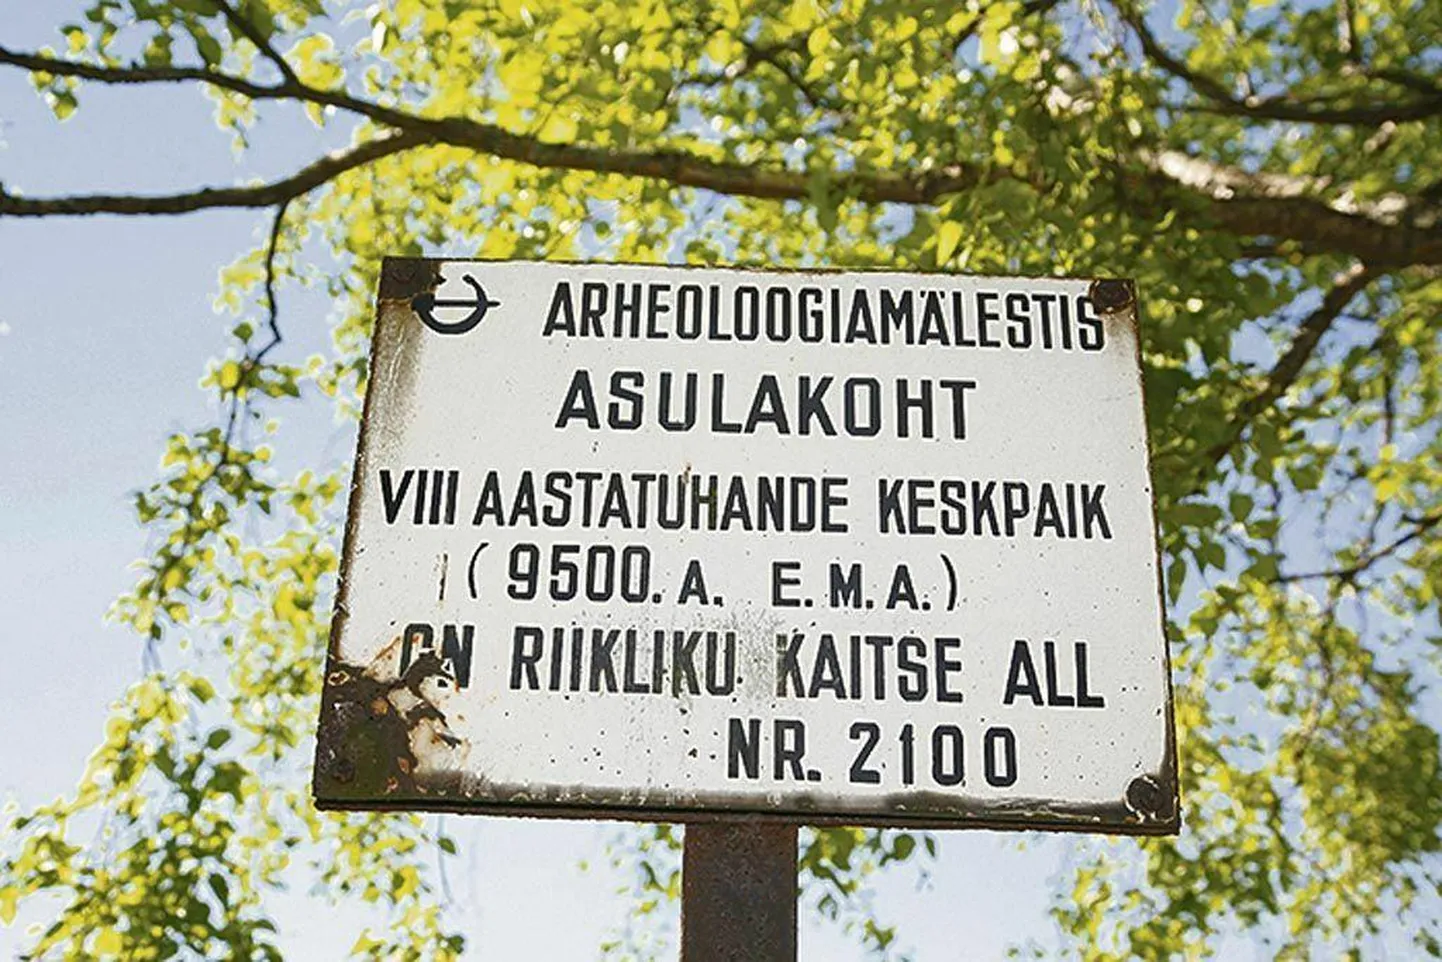 ARHEOLOOGIAMÄLESTIS
ASULAKOHT
VIII AASTATUHANDE KESKPAIK
(9500. A. E.M.A.)
ON RIIKLIKU KAITSE ALL
NR. 2100